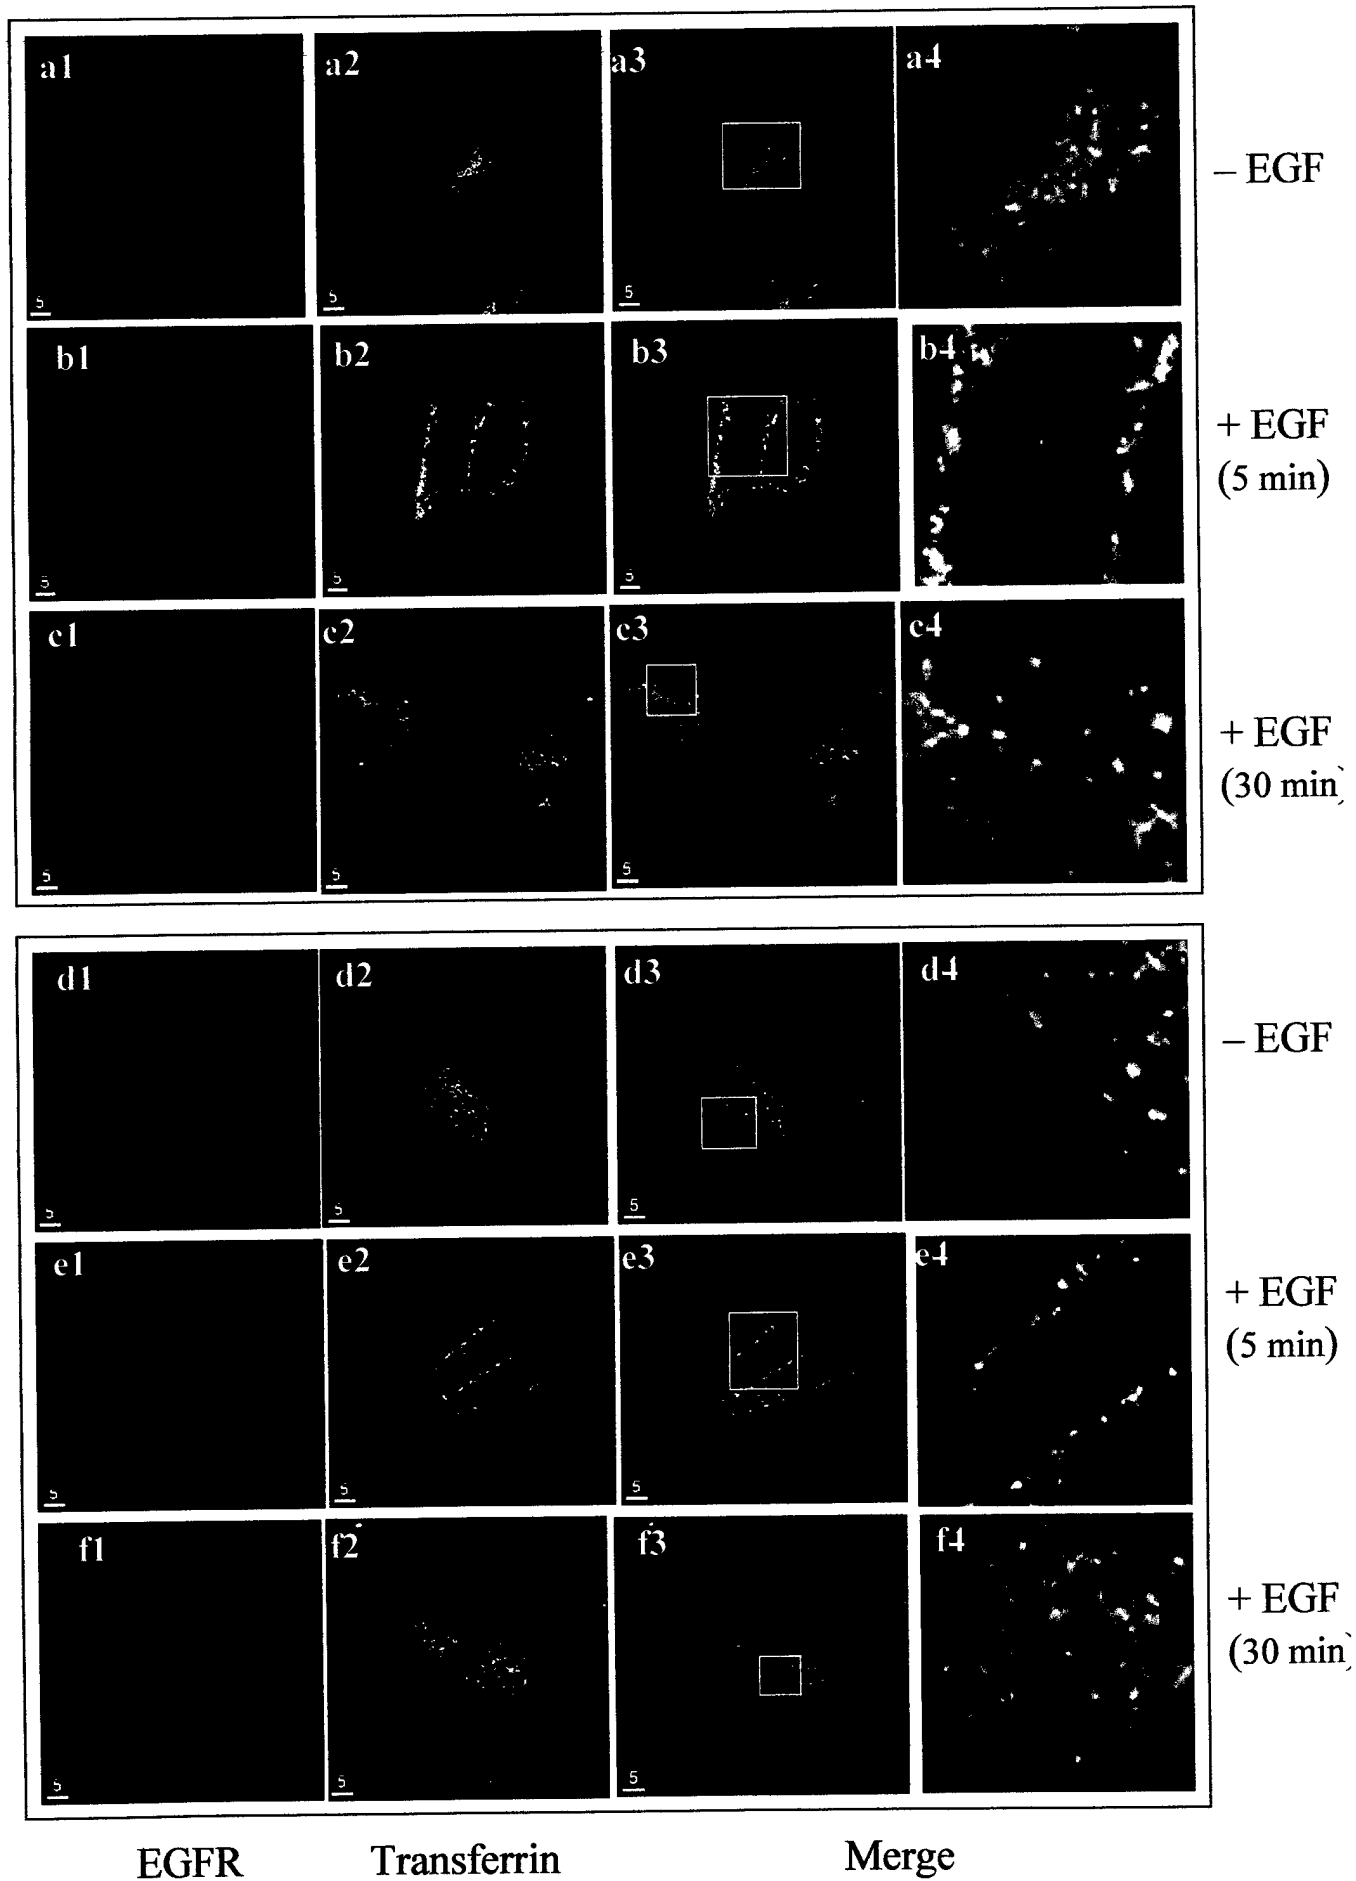 a1 a2 a3 a4
– EGF
5 5 5
b1 b2 b3 b4
+ EGF
(5 min)
5 5 5
c1 c2 c3 c4
+ EGF
(30 min)
5 5 5
d1 d2 d3 d4
– EGF
5 5 5
e1 e2 e3 e4
+ EGF
(5 min)
5 5 5
f1 f2 f3 f4
+ EGF
(30 min)
5 5 5
EGFR Transferrin Merge